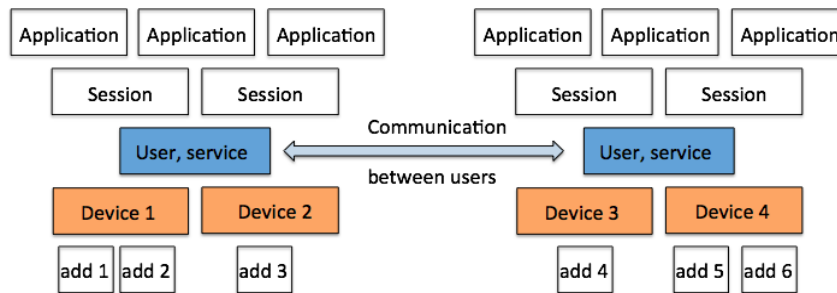 Application Application Application Application Application Application
Session Session Session Session
Communication
User, service User, service
between users
Device 1 Device 2 Device 3 Device 4
add 1 add 2 add 3 add 4 add 5 add 6